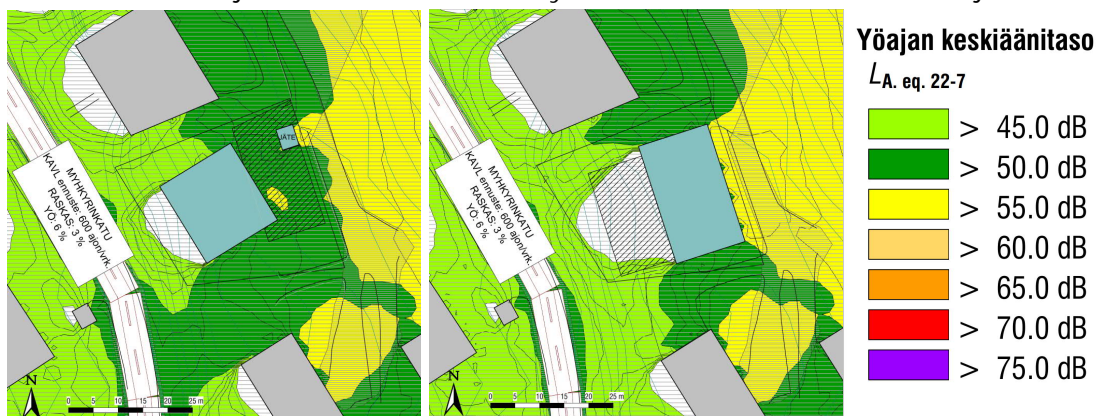 JÄTE
MYHKYRINKATU
KAVL ennuste: 600 ajon/vrk.
RASKAS: 3 %
YÖ: 6 %
N
0 5 10 15 20 25 m
MYHKYRINKATU
KAVL ennuste: 600 ajon/vrk.
RASKAS: 3 %
YÖ: 6 %
N
0 5 10 15 20 25 m
Yöajan keskiäänitaso
LA. eq. 22-7
> 45.0 dB
> 50.0 dB
> 55.0 dB
> 60.0 dB
> 65.0 dB
> 70.0 dB
> 75.0 dB